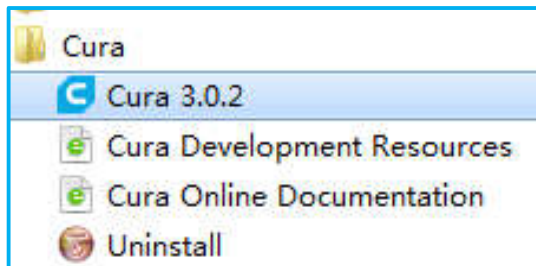 Cura
Cura 3.0.2
Cura Development Resources
Cura Online Documentation
Uninstall